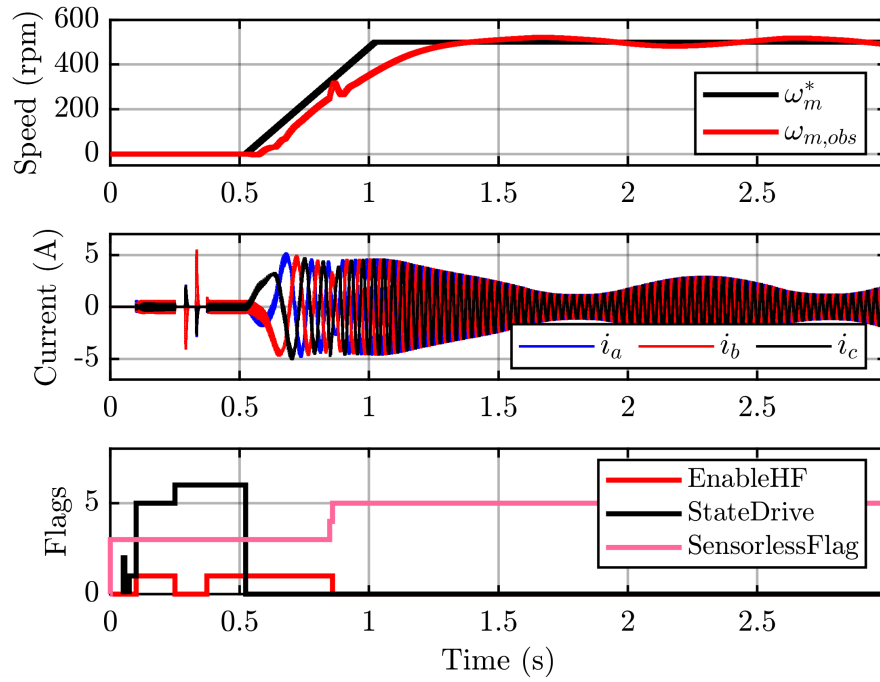 600
400
200
0
Speed (rpm)
ω*m
ωm,obs
0 0.5 1 1.5 2 2.5
5
0
-5
Current (A)
ia ib ic
0 0.5 1 1.5 2 2.5
5
0
Flags
EnableHF
StateDrive
SensorlessFlag
0 0.5 1 1.5 2 2.5
Time (s)